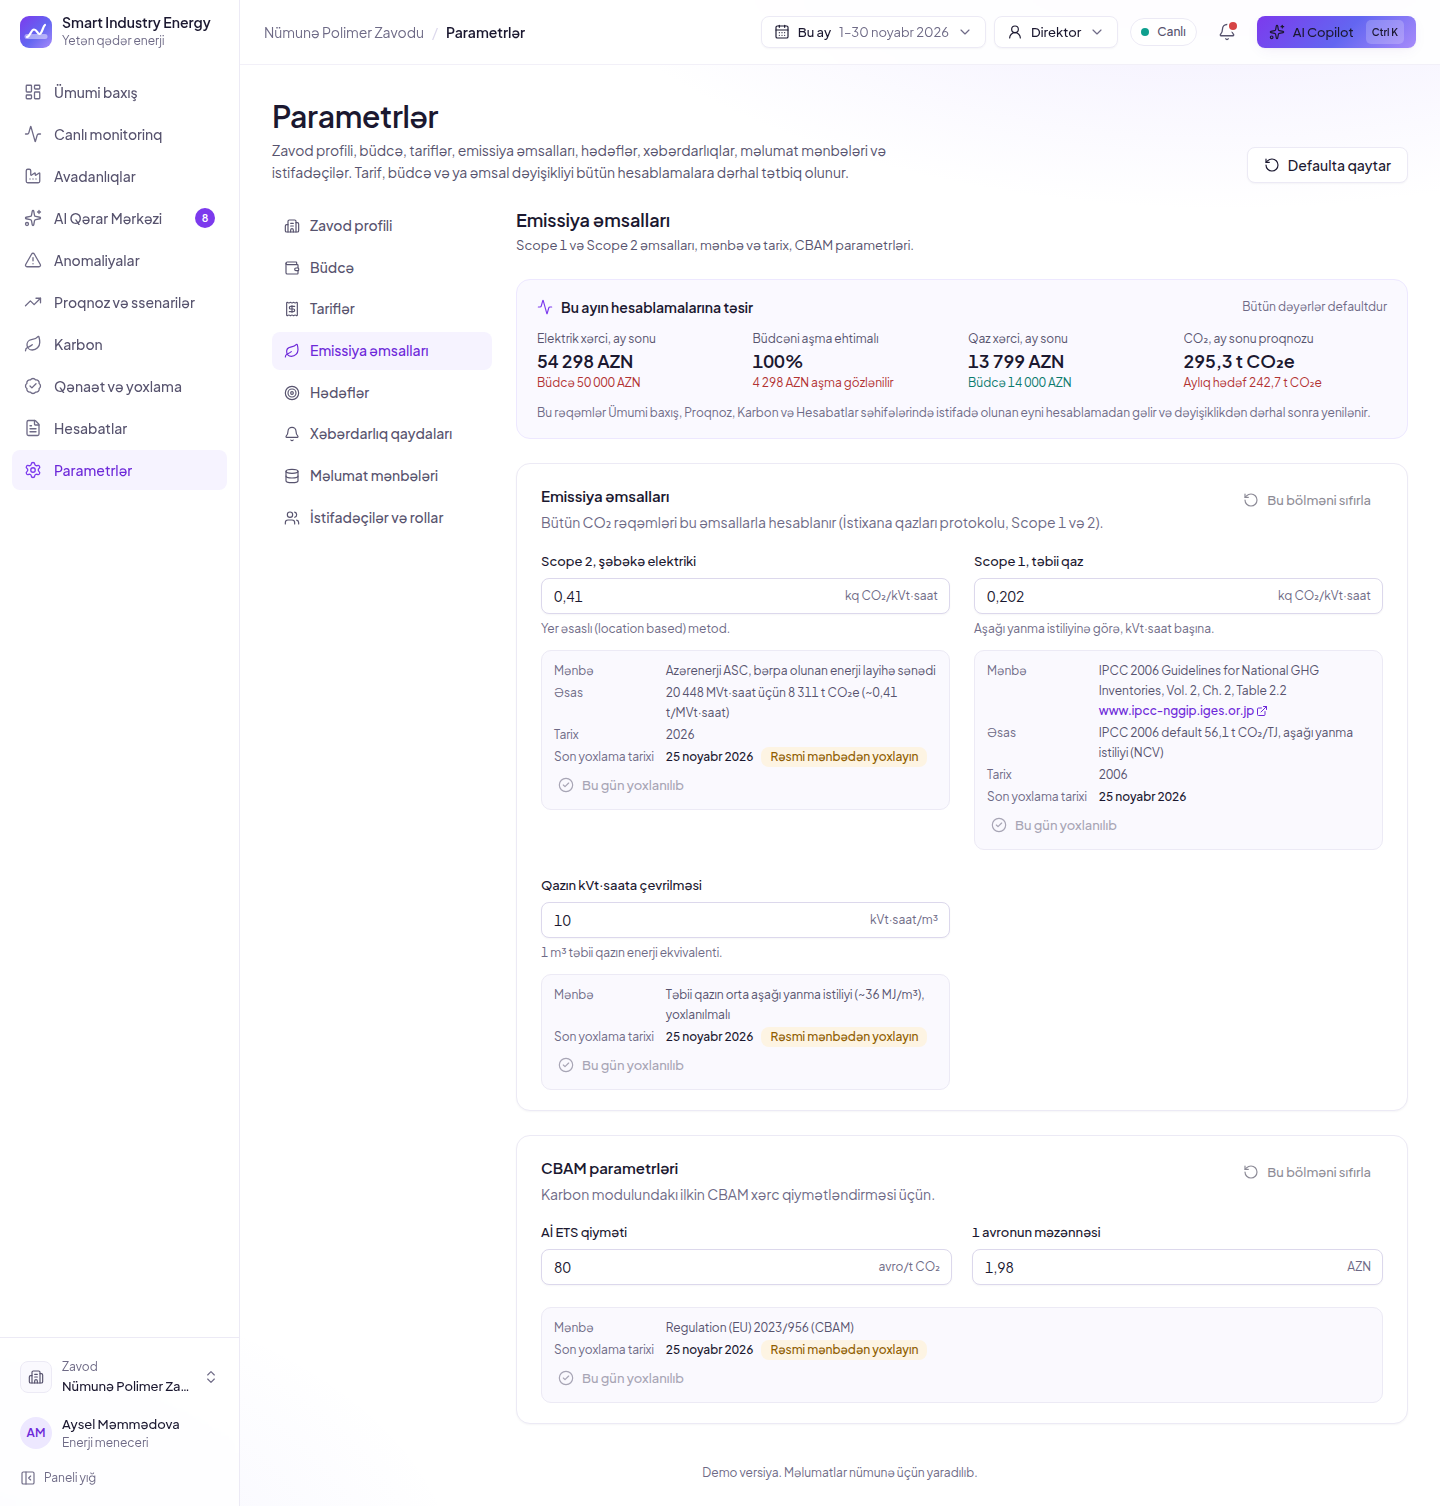 Smart Industry Energy
Yetən qədər enerji
Nümunə Polimer Zavodu / Parametrlər
Bu ay 1–30 noyabr 2026
Direktor
Canlı
AI Copilot Ctrl K
Ümumi baxış
Canlı monitorinq
Avadanlıqlar
AI Qərar Mərkəzi 8
Anomaliyalar
Proqnoz və ssenarilər
Karbon
Qənaət və yoxlama
Hesabatlar
Parametrlər
Parametrlər
Zavod profili, büdcə, tariflər, emissiya əmsalları, hədəflər, xəbərdarlıqlar, məlumat mənbələri və
istifadəçilər. Tarif, büdcə və ya əmsal dəyişikliyi bütün hesablamalara dərhal tətbiq olunur.
Defaulta qaytar
Zavod profili
Büdcə
Tariflər
Emissiya əmsalları
Hədəflər
Xəbərdarlıq qaydaları
Məlumat mənbələri
İstifadəçilər və rollar
Emissiya əmsalları
Scope 1 və Scope 2 əmsalları, mənbə və tarix, CBAM parametrləri.
Bu ayın hesablamalarına təsir
Bütün dəyərlər defaultdur
Elektrik xərci, ay sonu
54 298 AZN
Büdcə 50 000 AZN
Büdcəni aşma ehtimalı
100%
4 298 AZN aşma gözlənilir
Qaz xərci, ay sonu
13 799 AZN
Büdcə 14 000 AZN
CO₂, ay sonu proqnozu
295,3 t CO₂e
Aylıq hədəf 242,7 t CO₂e
Bu rəqəmlər Ümumi baxış, Proqnoz, Karbon və Hesabatlar səhifələrində istifadə olunan eyni hesablamadan gəlir və dəyişiklikdən dərhal sonra yenilənir.
Emissiya əmsalları
Bu bölməni sıfırla
Bütün CO₂ rəqəmləri bu əmsallarla hesablanır (İstixana qazları protokolu, Scope 1 və 2).
Scope 2, şəbəkə elektriki
0,41 kq CO₂/kVt·saat
Yer əsaslı (location based) metod.
Mənbə Azərenerji ASC, bərpa olunan enerji layihə sənədi
Əsas 20 448 MVt·saat üçün 8 311 t CO₂e (~0,41
t/MVt·saat)
Tarix 2026
Son yoxlama tarixi 25 noyabr 2026 Rəsmi mənbədən yoxlayın
Bu gün yoxlanılıb
Scope 1, təbii qaz
0,202 kq CO₂/kVt·saat
Aşağı yanma istiliyinə görə, kVt·saat başına.
Mənbə IPCC 2006 Guidelines for National GHG
Inventories, Vol. 2, Ch. 2, Table 2.2
www.ipcc-nggip.iges.or.jp
Əsas IPCC 2006 default 56,1 t CO₂/TJ, aşağı yanma
istiliyi (NCV)
Tarix 2006
Son yoxlama tarixi 25 noyabr 2026
Bu gün yoxlanılıb
Qazın kVt·saata çevrilməsi
10 kVt·saat/m³
1 m³ təbii qazın enerji ekvivalenti.
Mənbə Təbii qazın orta aşağı yanma istiliyi (~36 MJ/m³),
yoxlanılmalı
Son yoxlama tarixi 25 noyabr 2026 Rəsmi mənbədən yoxlayın
Bu gün yoxlanılıb
CBAM parametrləri
Bu bölməni sıfırla
Karbon modulundakı ilkin CBAM xərc qiymətləndirməsi üçün.
Aİ ETS qiyməti
80 avro/t CO₂
1 avronun məzənnəsi
1,98 AZN
Mənbə Regulation (EU) 2023/956 (CBAM)
Son yoxlama tarixi 25 noyabr 2026 Rəsmi mənbədən yoxlayın
Bu gün yoxlanılıb
Zavod
Nümunə Polimer Za...
AM
Aysel Məmmədova
Enerji meneceri
Paneli yığ
Demo versiya. Məlumatlar nümunə üçün yaradılıb.